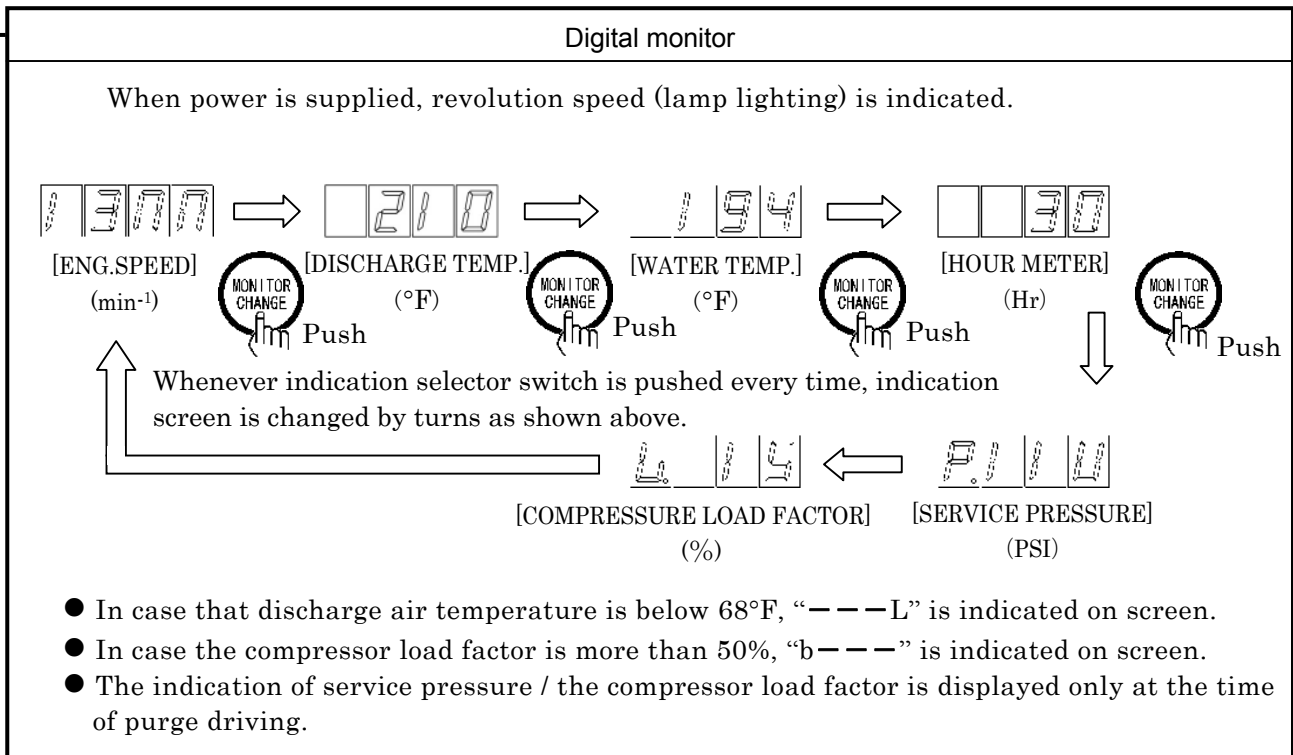 Digital monitor
When power is supplied, revolution speed (lamp lighting) is indicated.
1300 210 194 30
[ENG.SPEED] [DISCHARGE TEMP.] [WATER TEMP.] [HOUR METER]
(min-1) (°F) (°F) (Hr)
MONITOR MONITOR MONITOR MONITOR
CHANGE CHANGE CHANGE CHANGE
Push Push Push Push
Whenever indication selector switch is pushed every time, indication
screen is changed by turns as shown above.
[COMPRESSURE LOAD FACTOR] [SERVICE PRESSURE]
(%) (PSI)
● In case that discharge air temperature is below 68°F, “———L” is indicated on screen.
● In case the compressor load factor is more than 50%, “b———” is indicated on screen.
● The indication of service pressure / the compressor load factor is displayed only at the time
of purge driving.